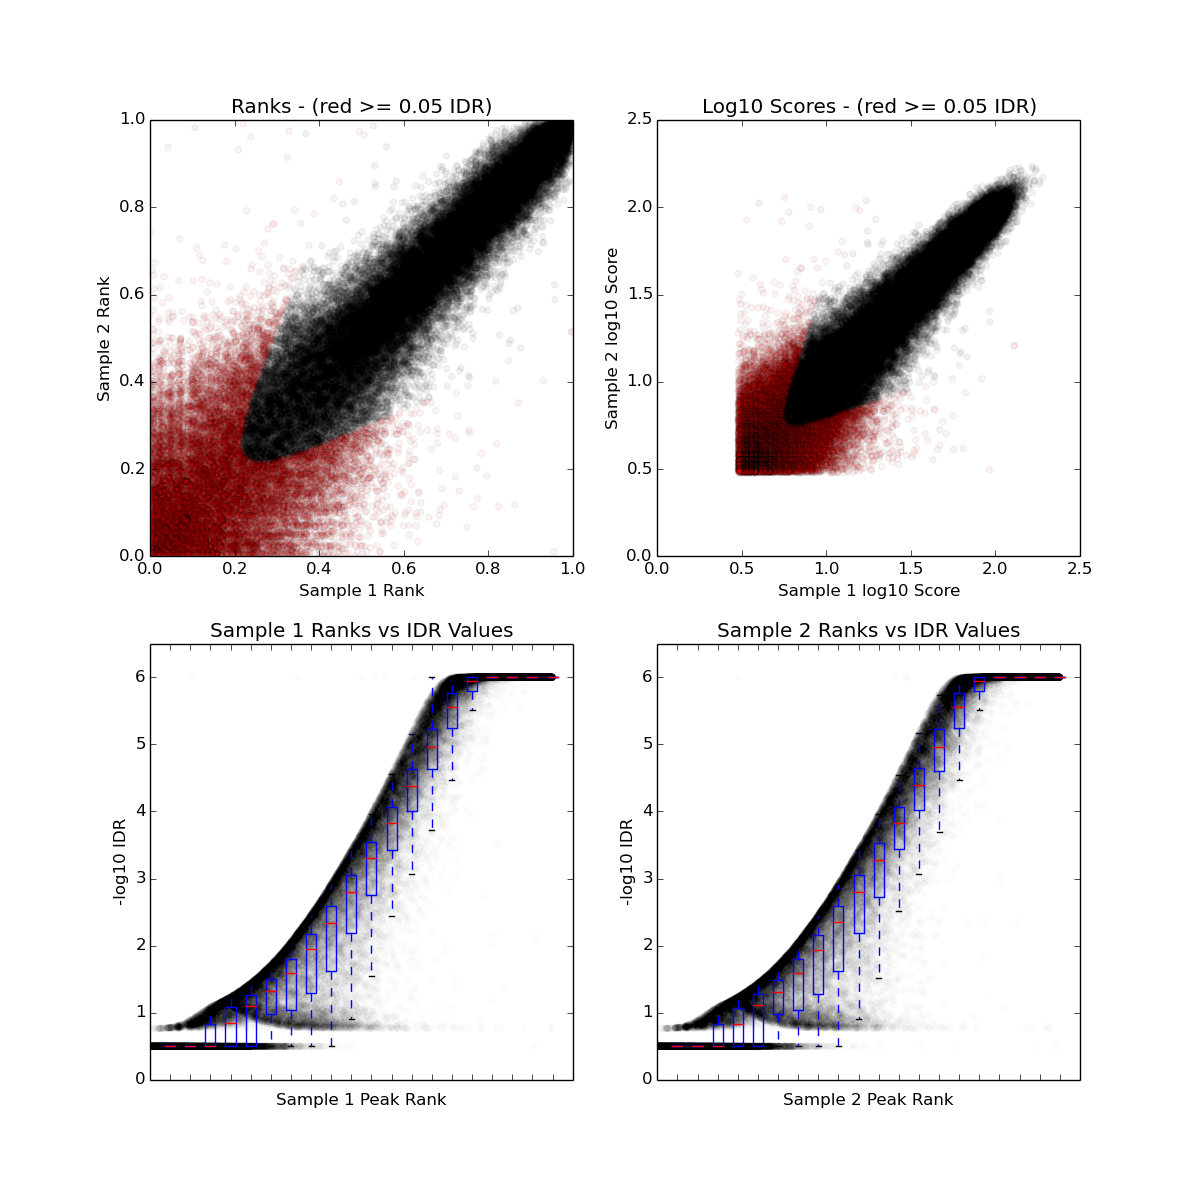 Ranks - (red >= 0.05 IDR)
1.0
0.8
0.6
0.4
0.2
0.0
Sample 2 Rank
0.0 0.2 0.4 0.6 0.8 1.0
Sample 1 Rank
Log10 Scores - (red >= 0.05 IDR)
2.5
2.0
1.5
1.0
0.5
0.0
Sample 2 log10 Score
0.0 0.5 1.0 1.5 2.0 2.5
Sample 1 log10 Score
Sample 1 Ranks vs IDR Values
6
5
4
3
2
1
0
-log10 IDR
Sample 1 Peak Rank
Sample 2 Ranks vs IDR Values
6
5
4
3
2
1
0
-log10 IDR
Sample 2 Peak Rank